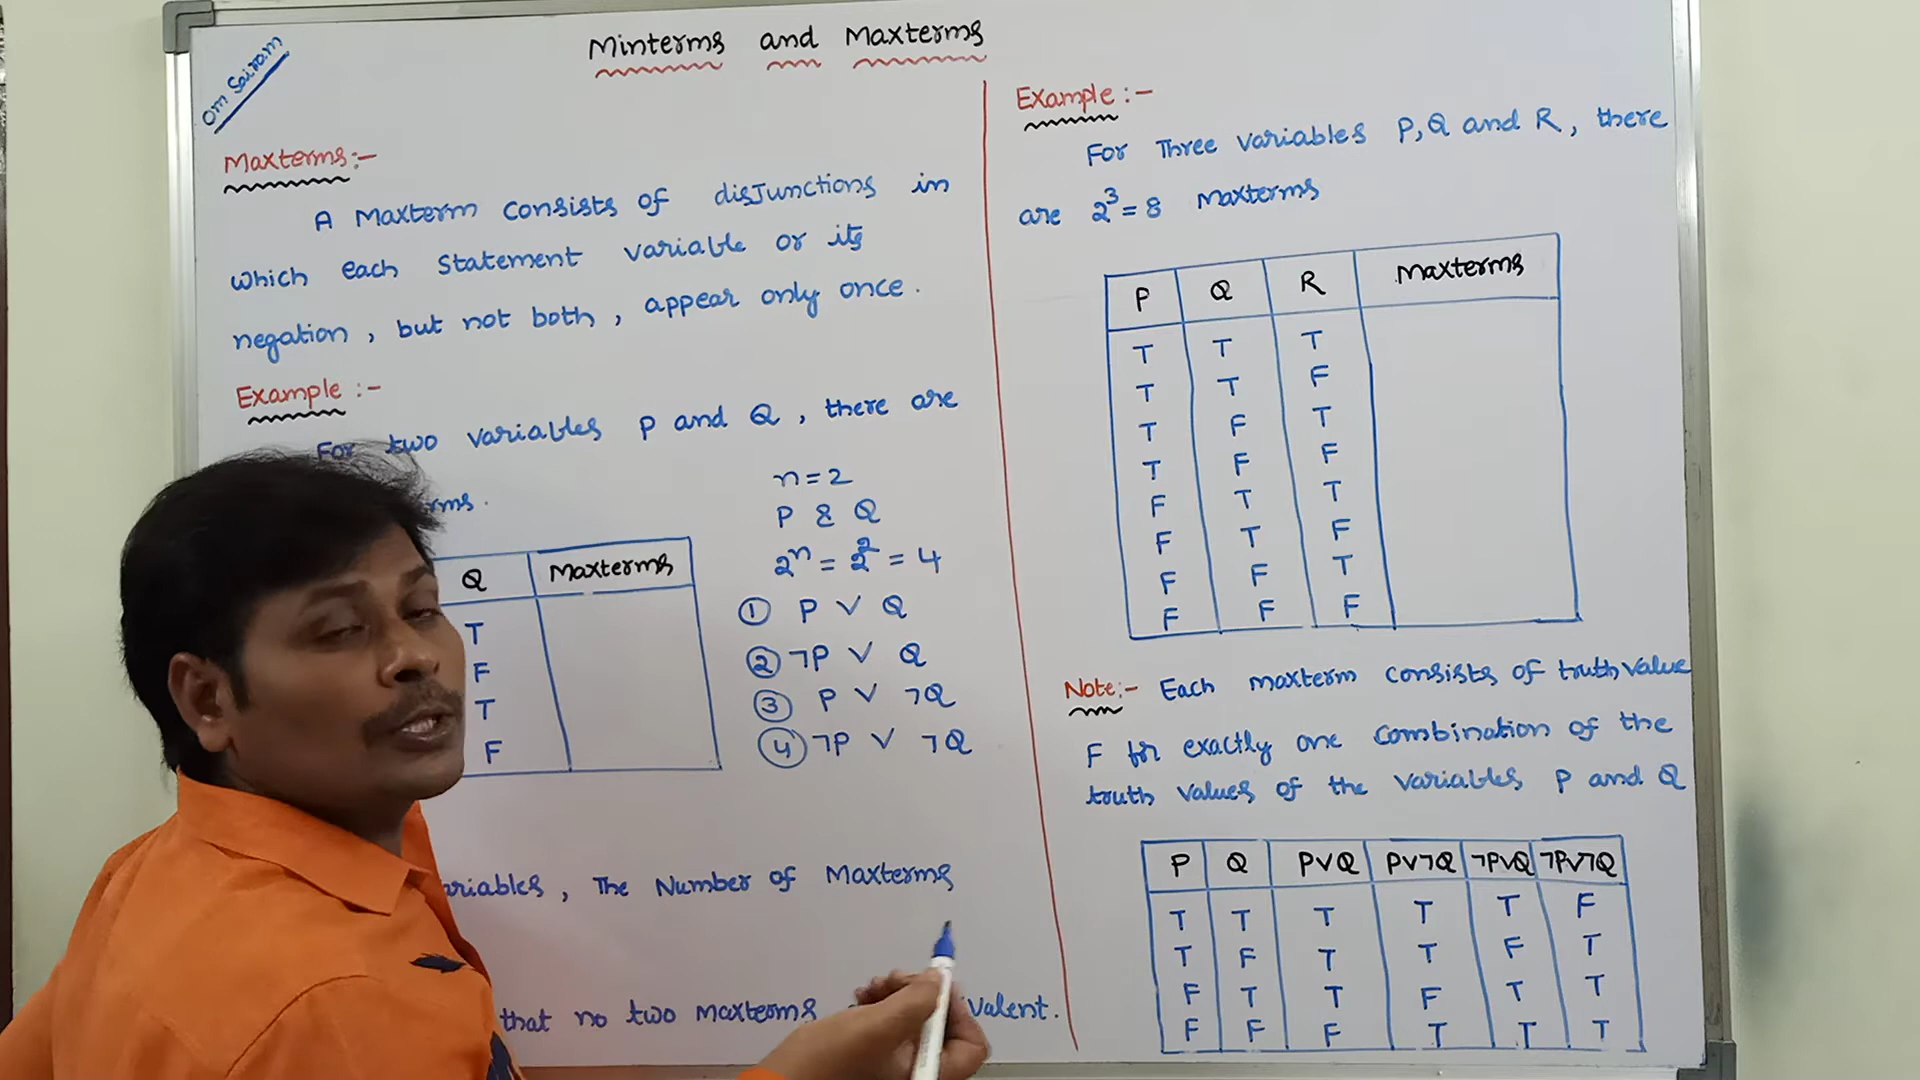 Minterms and Maxterms
Om Sairam
Maxterms:-
A Maxterm consists of disJunctions in
which each statement variable or its
negation, but not both, appear only once.
Example :-
For two variables P and Q, there are
n=2
P & Q
2ⁿ = 2² = 4
① P ∨ Q
② ¬P ∨ Q
③ P ∨ ¬Q
④ ¬P ∨ ¬Q
Q Maxterms
T
F
T
F
, The Number of Maxterms
that no two maxterms
Example :-
For Three variables P, Q and R, there
are 2³ = 8 Maxterms
P Q R Maxterms
T T T
T T F
T F T
T F F
F T T
F T F
F F T
F F F
Note:- Each maxterm consists of truth value
F for exactly one combination of the
truth values of the variables P and Q
P Q P∨Q P∨¬Q ¬P∨Q ¬P∨¬Q
T T T T T F
T F T T F T
F T T F T T
F F F T T T